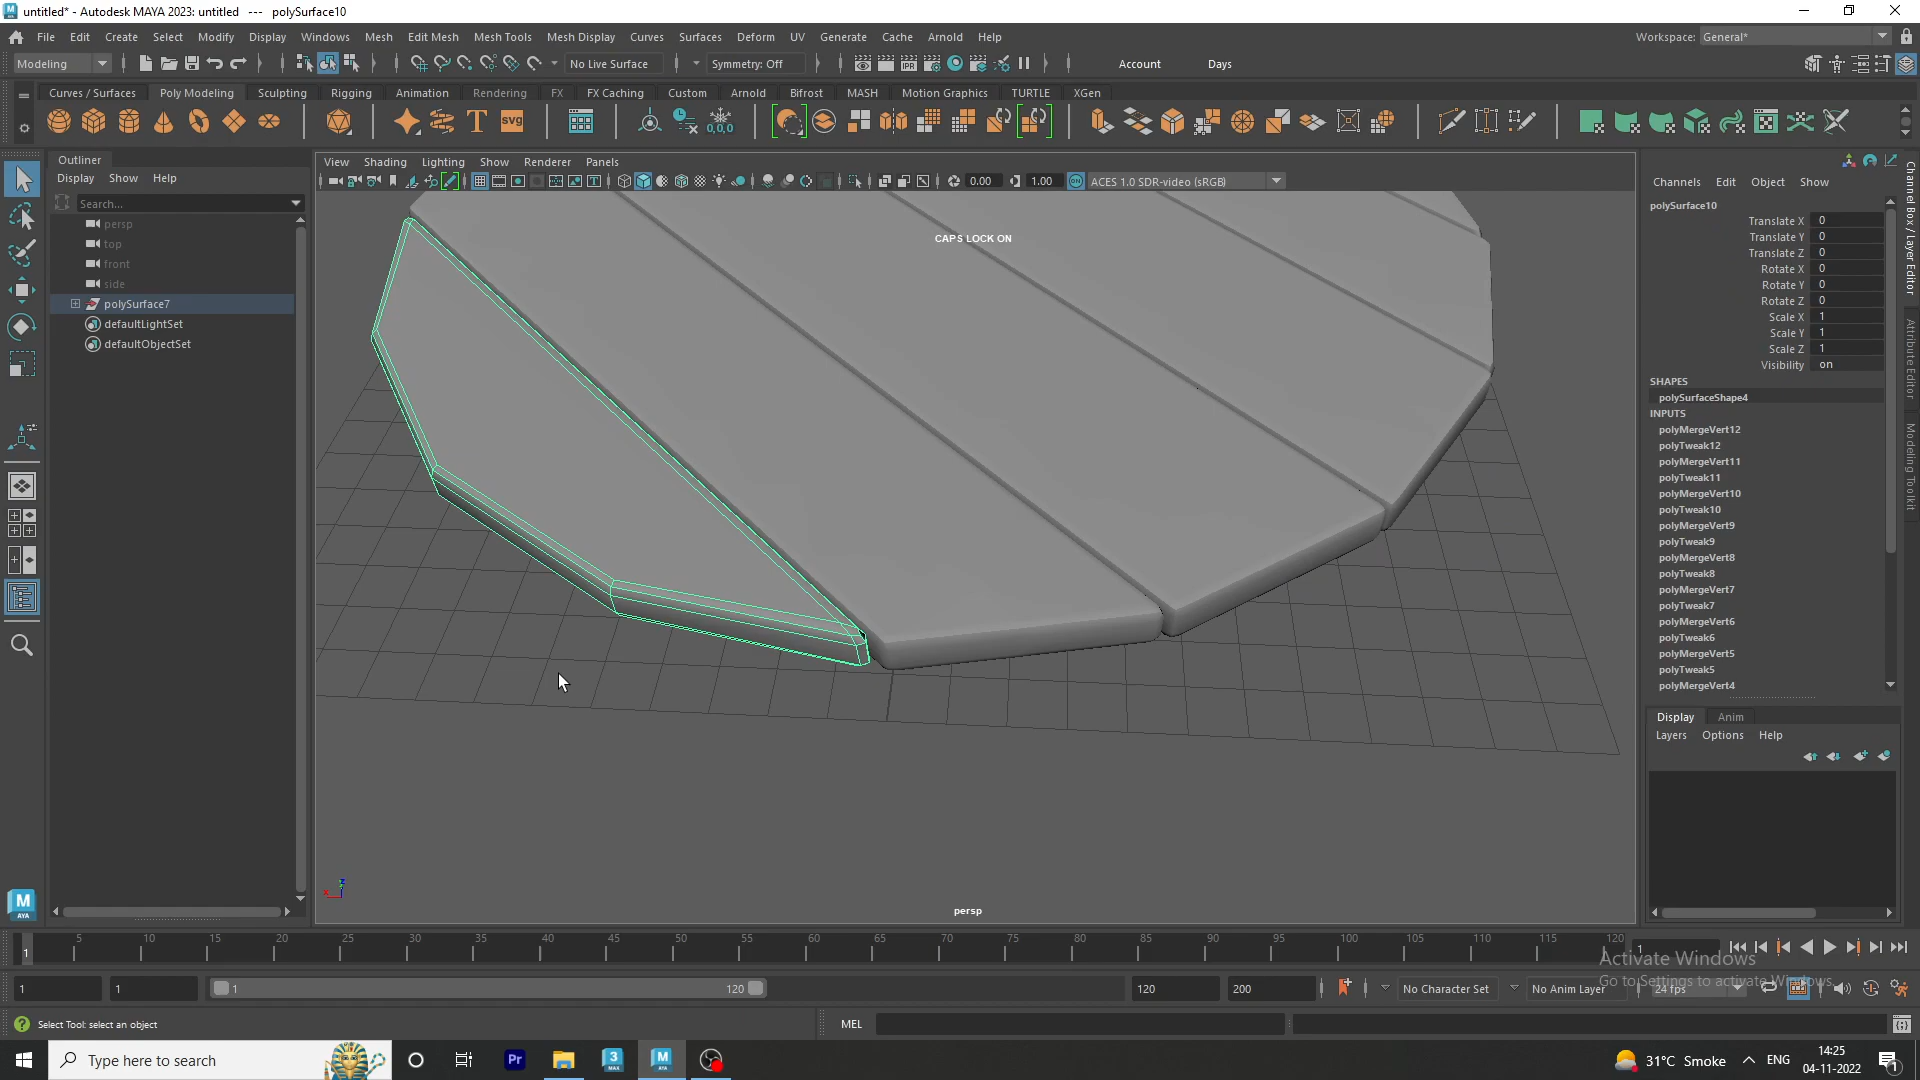 untitled* - Autodesk MAYA 2023: untitled --- polySurface10
File Edit Create Select Modify Display Windows Mesh Edit Mesh Mesh Tools Mesh Display Curves Surfaces Deform UV Generate Cache Arnold Help
Workspace: General*
Modeling
No Live Surface
Symmetry: Off
Account
Days
Curves / Surfaces Poly Modeling Sculpting Rigging Animation Rendering FX FX Caching Custom Arnold Bifrost MASH Motion Graphics TURTLE XGen
Outliner
Display Show Help
Search...
persp
top
front
side
polySurface7
defaultLightSet
defaultObjectSet
View Shading Lighting Show Renderer Panels
0.00
1.00
ACES 1.0 SDR-video (sRGB)
CAPS LOCK ON
persp
Channels Edit Object Show
polySurface10
Translate X 0
Translate Y 0
Translate Z 0
Rotate X 0
Rotate Y 0
Rotate Z 0
Scale X 1
Scale Y 1
Scale Z 1
Visibility on
SHAPES
polySurfaceShape4
INPUTS
polyMergeVert12
polyTweak12
polyMergeVert11
polyTweak11
polyMergeVert10
polyTweak10
polyMergeVert9
polyTweak9
polyMergeVert8
polyTweak8
polyMergeVert7
polyTweak7
polyMergeVert6
polyTweak6
polyMergeVert5
polyTweak5
polyMergeVert4
Channel Box / Layer Editor
Attribute Editor
Modeling Toolkit
Display Anim
Layers Options Help
1 5 10 15 20 25 30 35 40 45 50 55 60 65 70 75 80 85 90 95 100 105 110 115 120
1
Activate Windows
Go to Settings to activate Windows.
1
1
1
120
120
200
No Character Set
No Anim Layer
24 fps
Select Tool: select an object
MEL
Type here to search
31°C Smoke
ENG
14:25
04-11-2022